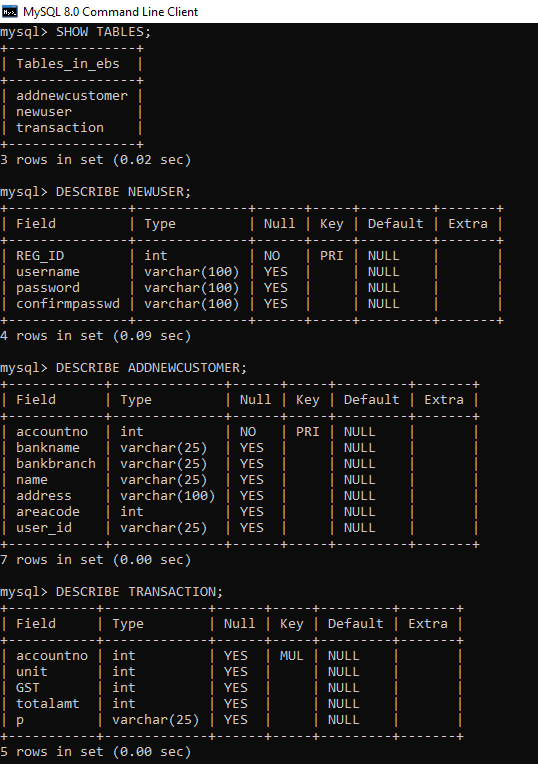 MySQL 8.0 Command Line Client
mysql> SHOW TABLES;
+----------------+
| Tables_in_ebs  |
+----------------+
| addnewcustomer |
| newuser        |
| transaction    |
+----------------+
3 rows in set (0.02 sec)
mysql> DESCRIBE NEWUSER;
+---------------+--------------+------+-----+---------+-------+
| Field         | Type         | Null | Key | Default | Extra |
+---------------+--------------+------+-----+---------+-------+
| REG_ID        | int          | NO   | PRI | NULL    |       |
| username      | varchar(100) | YES  |     | NULL    |       |
| password      | varchar(100) | YES  |     | NULL    |       |
| confirmpasswd | varchar(100) | YES  |     | NULL    |       |
+---------------+--------------+------+-----+---------+-------+
4 rows in set (0.09 sec)
mysql> DESCRIBE ADDNEWCUSTOMER;
+------------+--------------+------+-----+---------+-------+
| Field      | Type         | Null | Key | Default | Extra |
+------------+--------------+------+-----+---------+-------+
| accountno  | int          | NO   | PRI | NULL    |       |
| bankname   | varchar(25)  | YES  |     | NULL    |       |
| bankbranch | varchar(25)  | YES  |     | NULL    |       |
| name       | varchar(25)  | YES  |     | NULL    |       |
| address    | varchar(100) | YES  |     | NULL    |       |
| areacode   | int          | YES  |     | NULL    |       |
| user_id    | varchar(25)  | YES  |     | NULL    |       |
+------------+--------------+------+-----+---------+-------+
7 rows in set (0.00 sec)
mysql> DESCRIBE TRANSACTION;
+-----------+-------------+------+-----+---------+-------+
| Field     | Type        | Null | Key | Default | Extra |
+-----------+-------------+------+-----+---------+-------+
| accountno | int         | YES  | MUL | NULL    |       |
| unit      | int         | YES  |     | NULL    |       |
| GST       | int         | YES  |     | NULL    |       |
| totalamt  | int         | YES  |     | NULL    |       |
| p         | varchar(25) | YES  |     | NULL    |       |
+-----------+-------------+------+-----+---------+-------+
5 rows in set (0.00 sec)